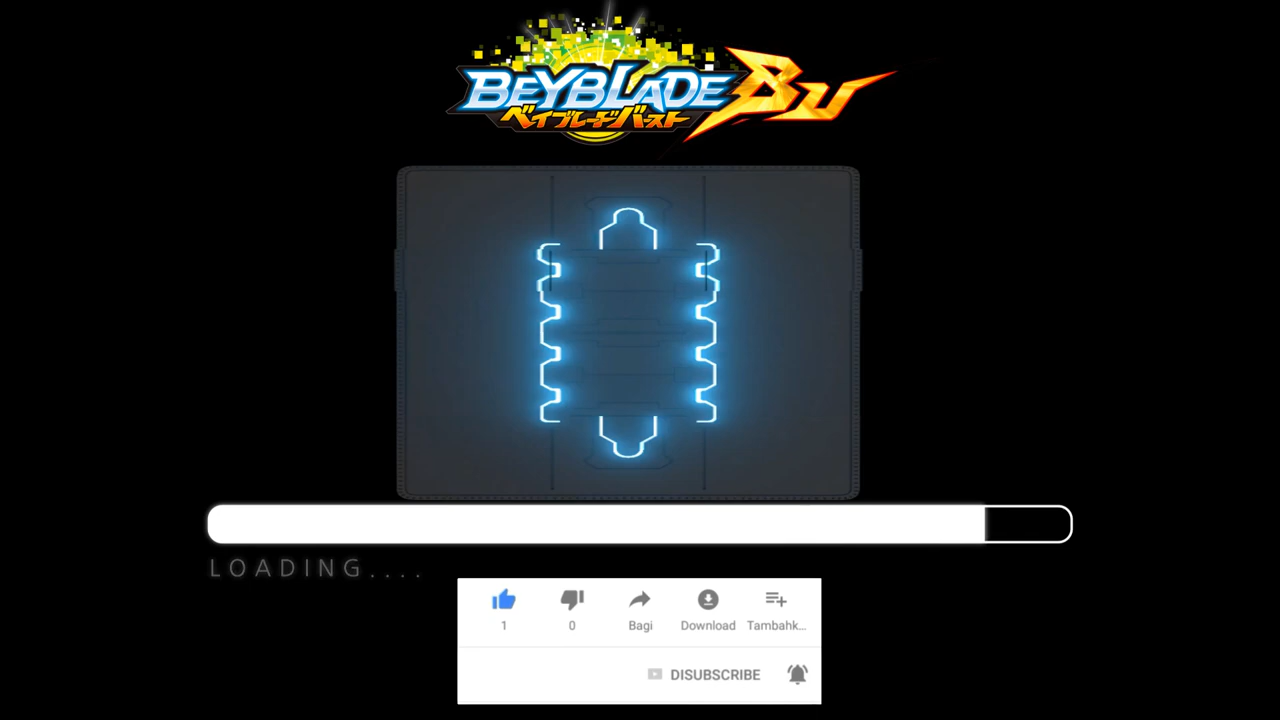 BEYBLADE
ベイブレードバースト
BU
LOADING....
1
0
Bagi
Download
Tambahk...
DISUBSCRIBE